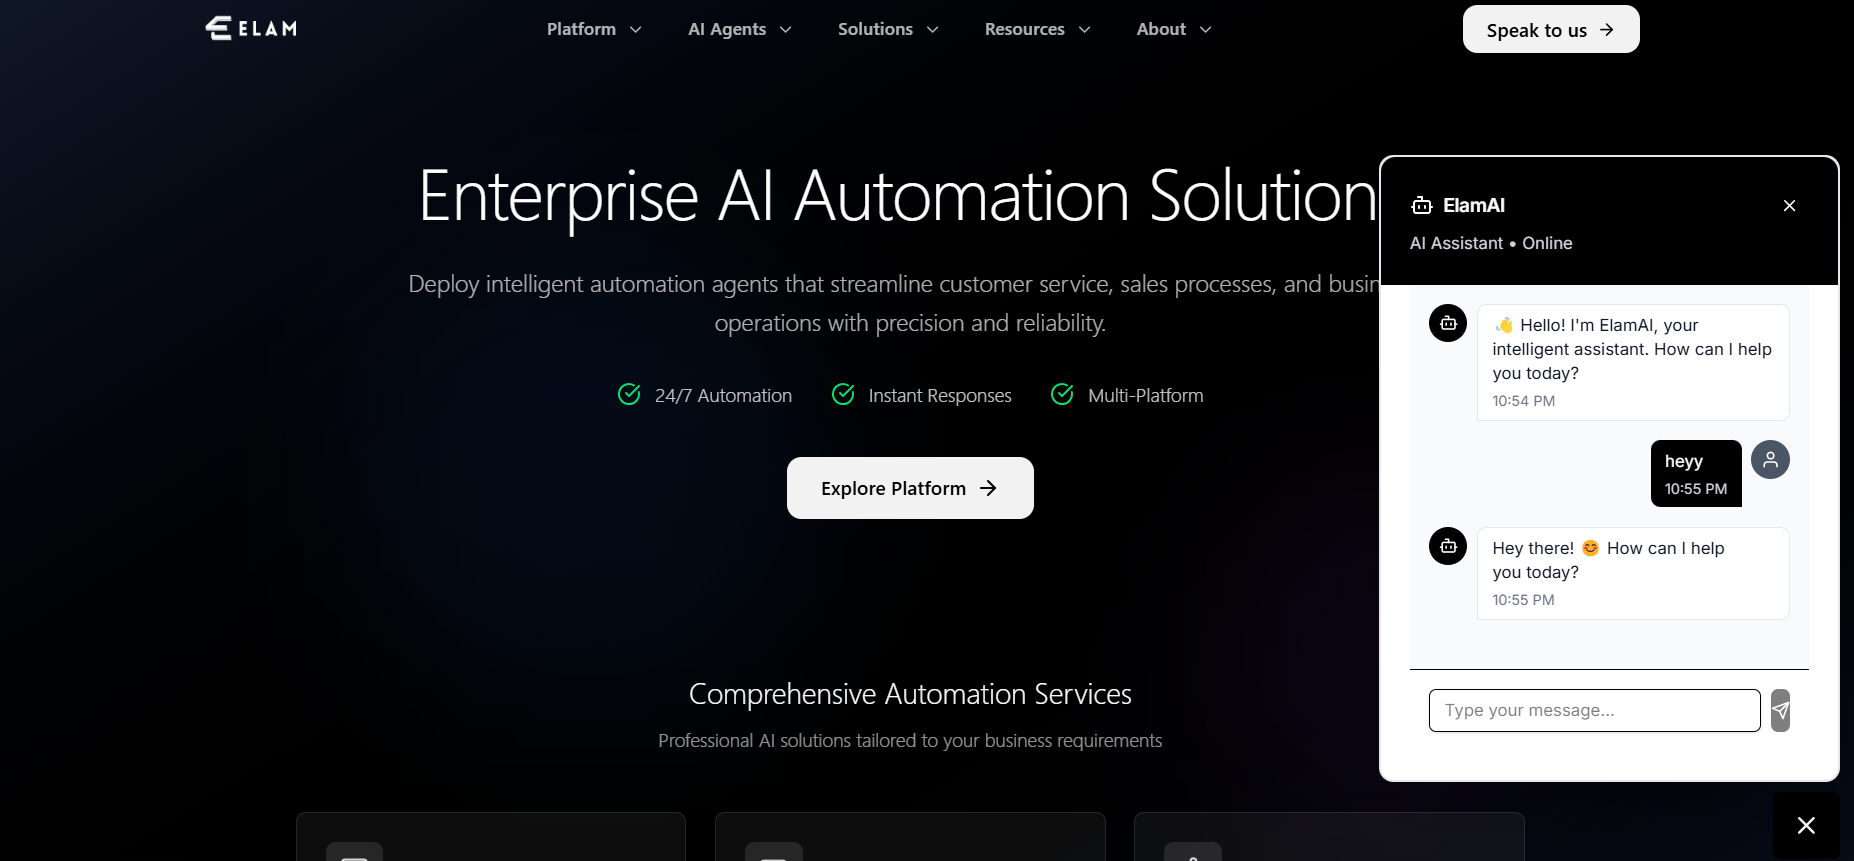 ELAM
Platform
AI Agents
Solutions
Resources
About
Speak to us
Enterprise AI Automation Solution
Deploy intelligent automation agents that streamline customer service, sales processes, and busin
operations with precision and reliability.
24/7 Automation
Instant Responses
Multi-Platform
Explore Platform
Comprehensive Automation Services
Professional AI solutions tailored to your business requirements
ElamAI
AI Assistant • Online
👋 Hello! I'm ElamAI, your
intelligent assistant. How can I help
you today?
10:54 PM
heyy
10:55 PM
Hey there! 😊 How can I help
you today?
10:55 PM
Type your message...